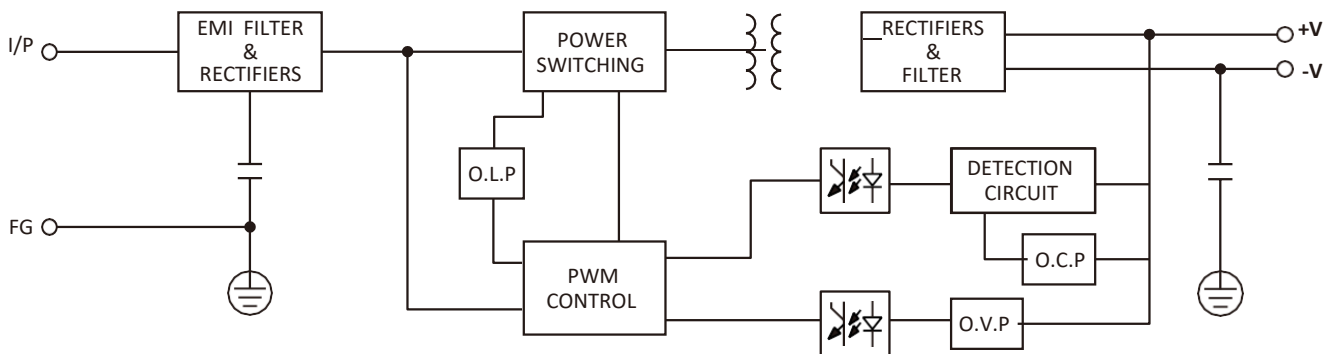 I/P
EMI FILTER
&
RECTIFIERS
POWER
SWITCHING
RECTIFIERS
&
FILTER
+V
-V
O.L.P
DETECTION
CIRCUIT
FG
PWM
CONTROL
O.C.P
O.V.P